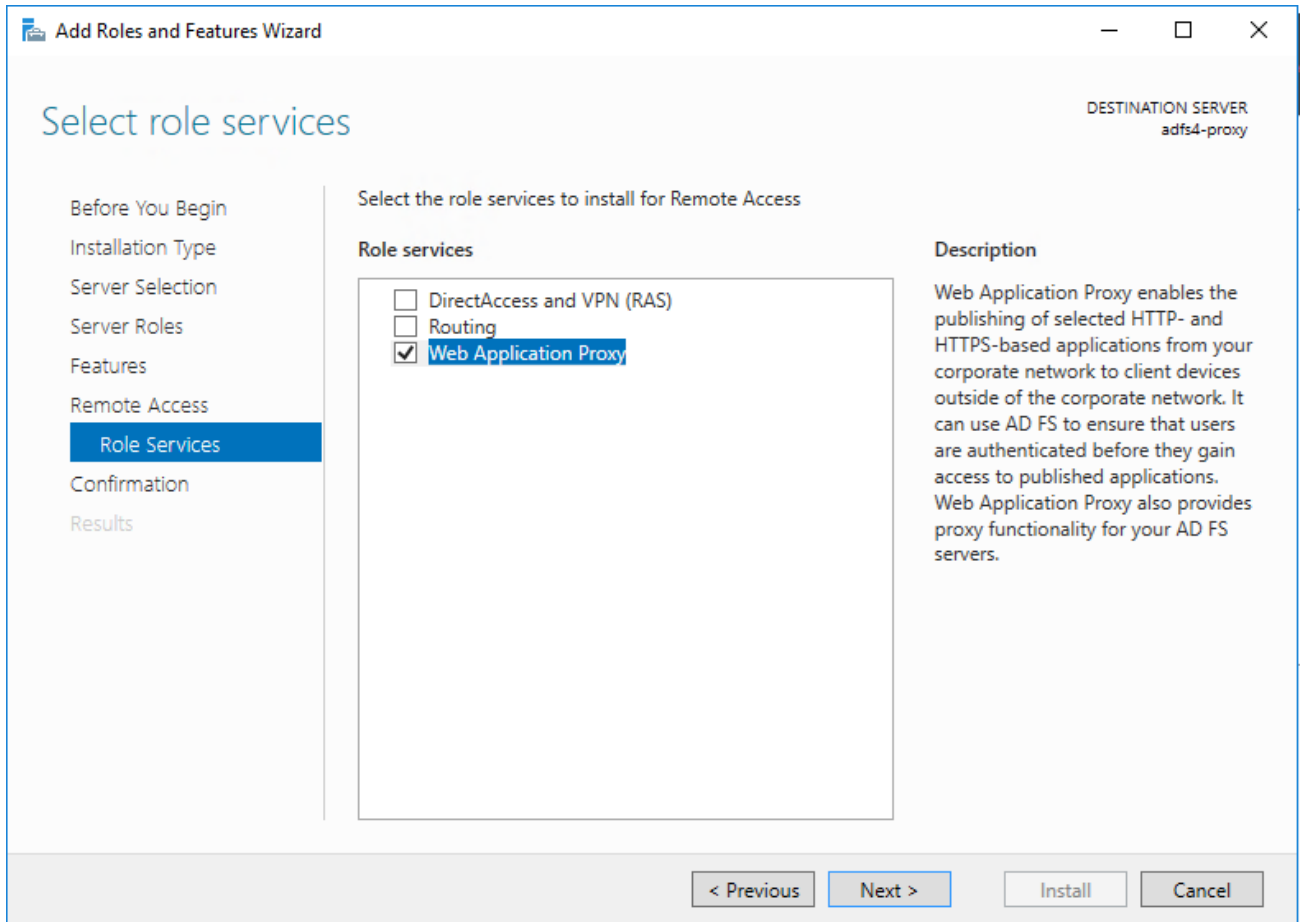 Add Roles and Features Wizard
Select role services
DESTINATION SERVER
adfs4-proxy
Before You Begin
Installation Type
Server Selection
Server Roles
Features
Remote Access
Role Services
Confirmation
Results
Select the role services to install for Remote Access
Role services
DirectAccess and VPN (RAS)
Routing
Web Application Proxy
Description
Web Application Proxy enables the
publishing of selected HTTP- and
HTTPS-based applications from your
corporate network to client devices
outside of the corporate network. It
can use AD FS to ensure that users
are authenticated before they gain
access to published applications.
Web Application Proxy also provides
proxy functionality for your AD FS
servers.
< Previous
Next >
Install
Cancel